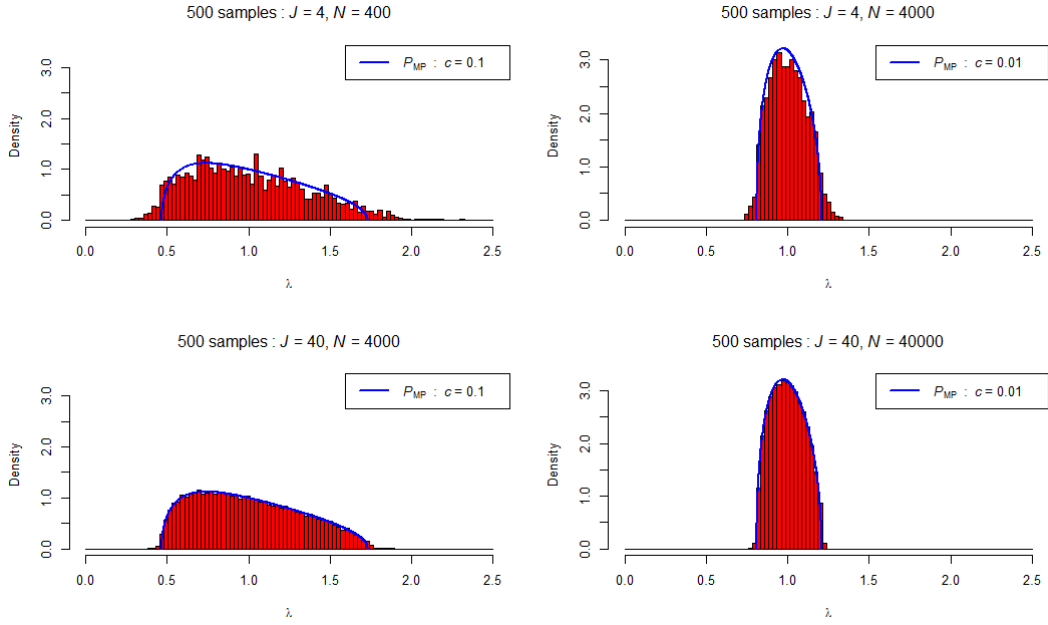 500 samples : J = 4, N = 400
P_MP : c = 0.1
Density
0.0 1.0 2.0 3.0
0.0 0.5 1.0 1.5 2.0 2.5
λ
500 samples : J = 4, N = 4000
P_MP : c = 0.01
Density
0.0 1.0 2.0 3.0
0.0 0.5 1.0 1.5 2.0 2.5
λ
500 samples : J = 40, N = 4000
P_MP : c = 0.1
Density
0.0 1.0 2.0 3.0
0.0 0.5 1.0 1.5 2.0 2.5
λ
500 samples : J = 40, N = 40000
P_MP : c = 0.01
Density
0.0 1.0 2.0 3.0
0.0 0.5 1.0 1.5 2.0 2.5
λ